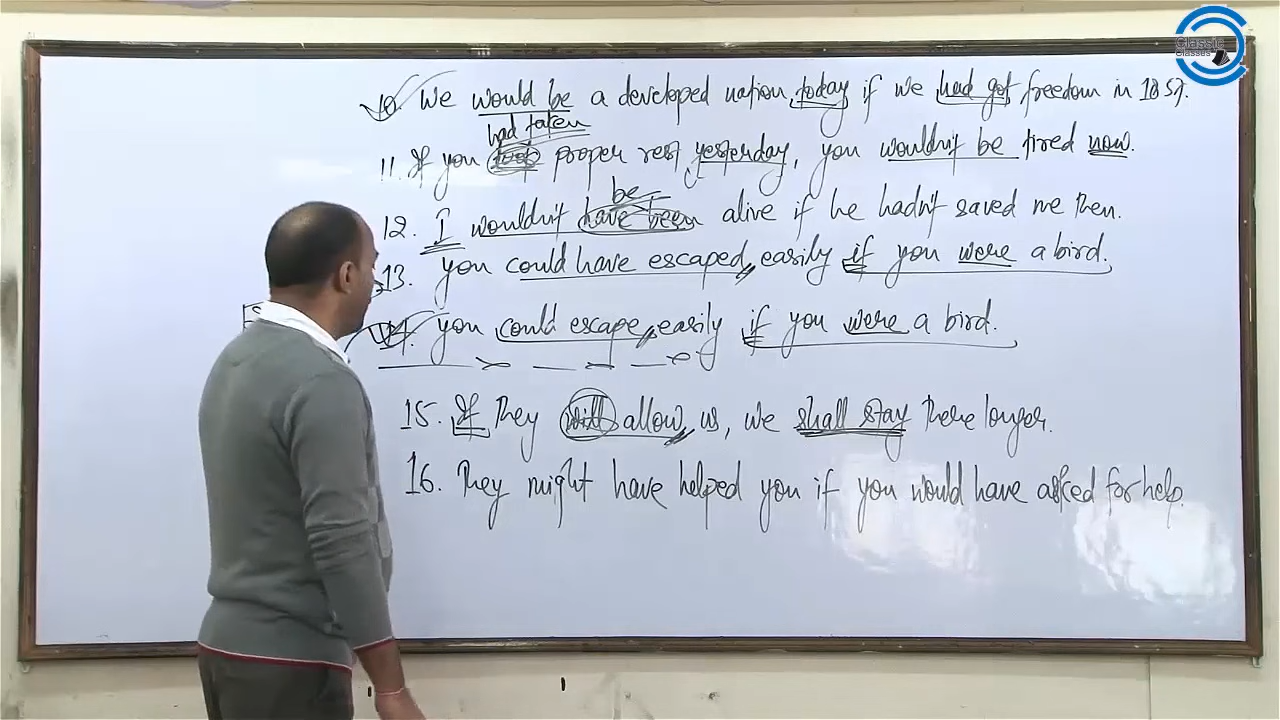 Classic
Classes
10. We would be a developed nation, today if we had got freedom in 1857.
had taken
11. If you took proper rest yesterday, you wouldn't be tired now.
be
12. I wouldn't have been alive if he hadn't saved me then.
13. you could have escaped, easily if you were a bird.
14. you could escape, easily if you were a bird.
15. If they will allow us, we shall stay there longer.
16. They might have helped you if you would have asked for help.